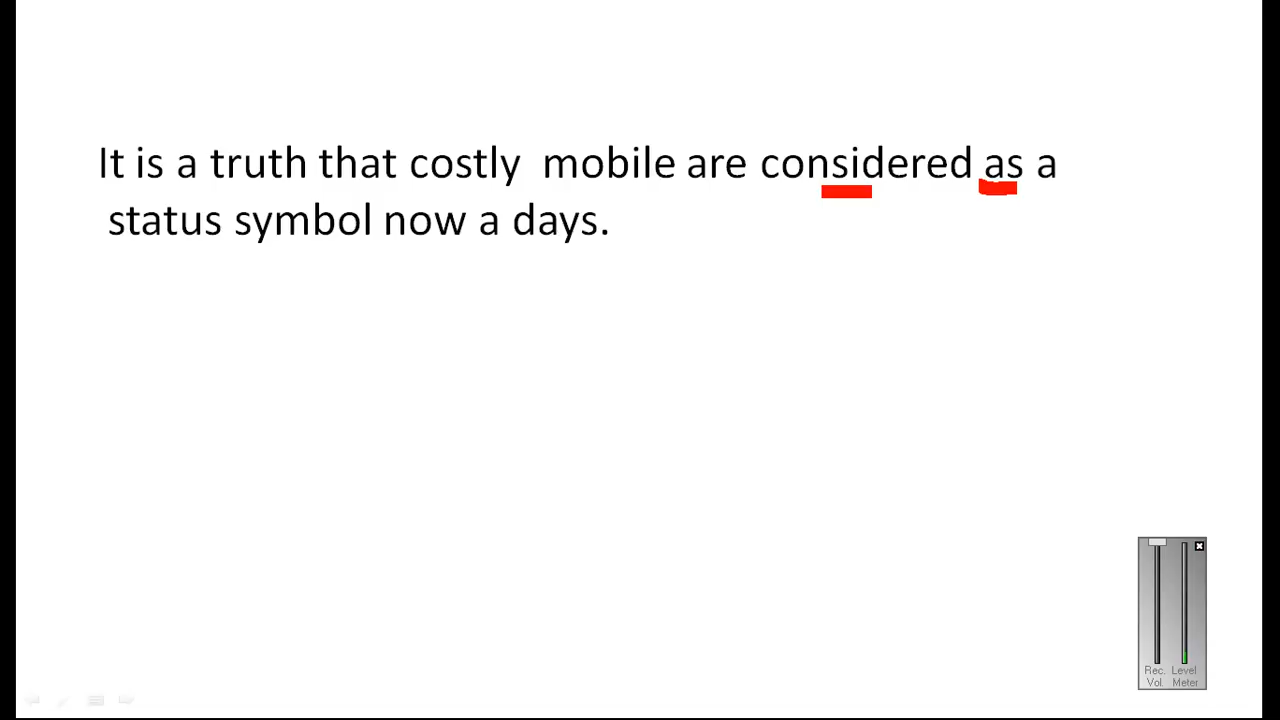 It is a truth that costly  mobile are considered as a
status symbol now a days.
Rec. Level
Vol. Meter